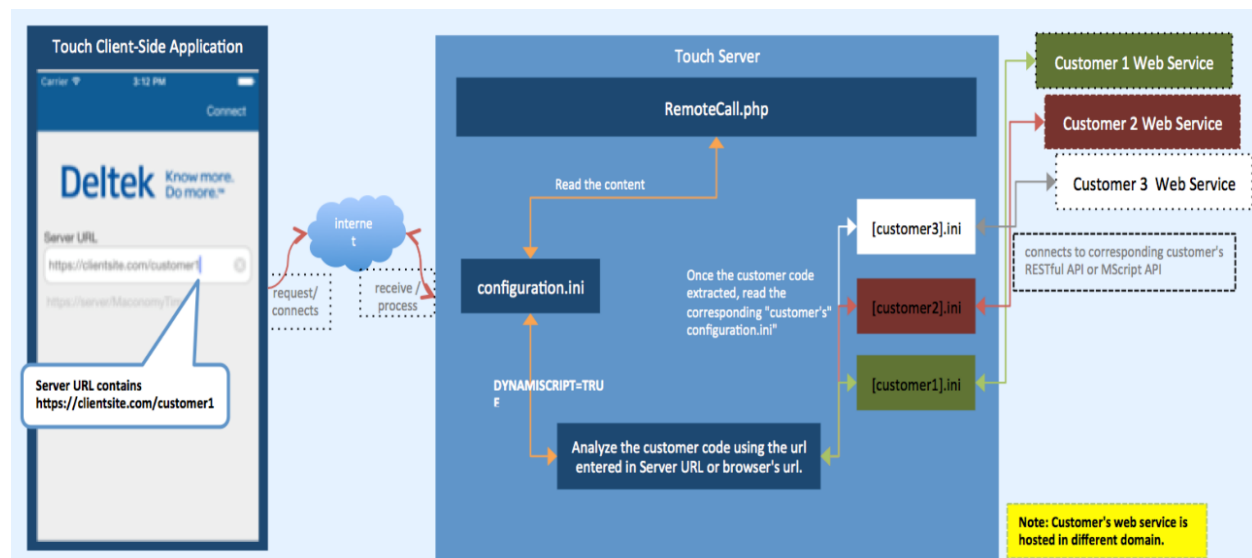 Touch Client-Side Application
Carrier
3:12 PM
Connect
Deltek
Know more.
Do more.™
Server URL
https://clientsite.com/customer1
https://server/MaconomyTim
Server URL contains
https://clientsite.com/customer1
request/
connects
interne
t
receive /
process
Touch Server
RemoteCall.php
Read the content
configuration.ini
DYNAMISCRIPT=TRU
E
Once the customer code
extracted, read the
corresponding "customer's"
configuration.ini"
[customer3].ini
[customer2].ini
[customer1].ini
Analyze the customer code using the url
entered in Server URL or browser's url.
Customer 1 Web Service
Customer 2 Web Service
Customer 3 Web Service
connects to corresponding customer's
RESTful API or MScript API
Note: Customer's web service is
hosted in different domain.